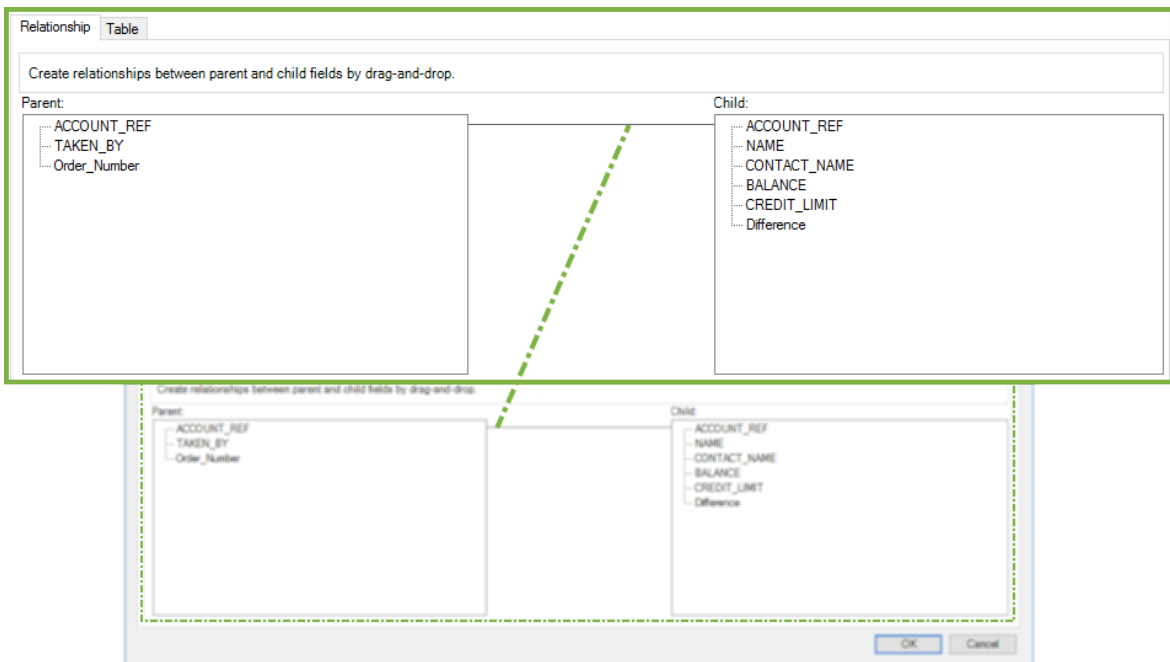 Relationship Table
Create relationships between parent and child fields by drag-and-drop.
Parent: Child:
ACCOUNT_REF ACCOUNT_REF
TAKEN_BY NAME
Order_Number CONTACT_NAME
BALANCE
CREDIT_LIMIT
Difference
Create relationships between parent and child fields by drag-and-drop.
Parent: Child:
ACCOUNT_REF ACCOUNT_REF
TAKEN_BY NAME
Order_Number CONTACT_NAME
BALANCE
CREDIT_LIMIT
Difference
OK Cancel